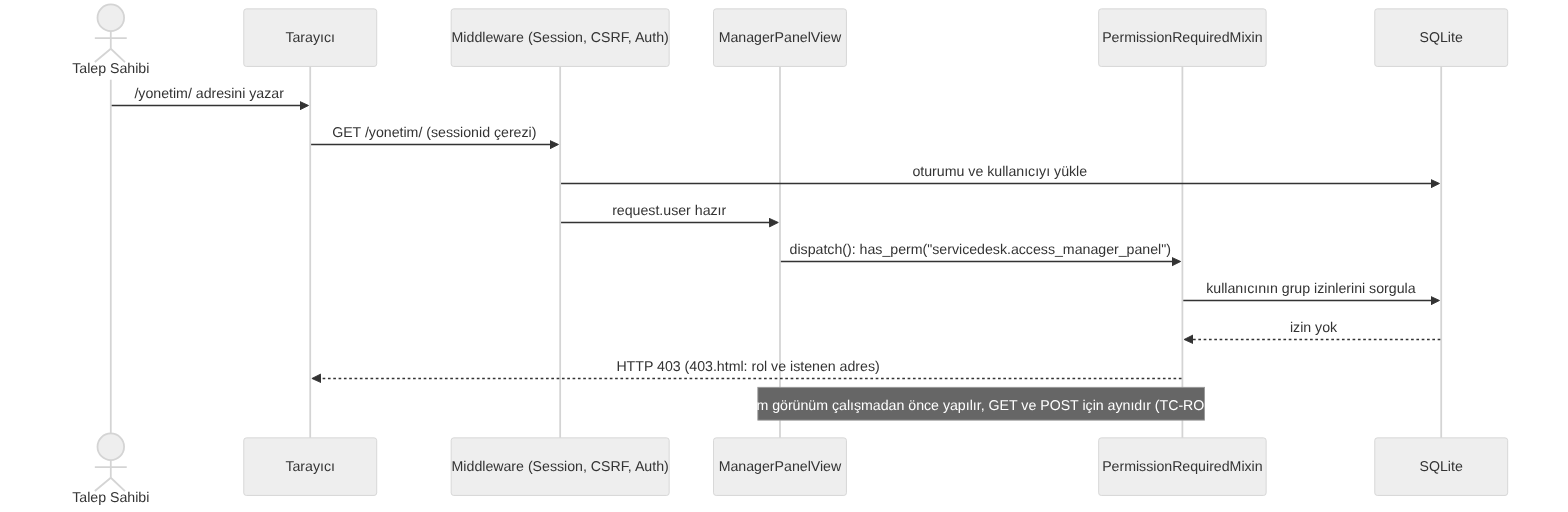 Talep Sahibi
Tarayıcı
Middleware (Session, CSRF, Auth)
ManagerPanelView
PermissionRequiredMixin
SQLite
/yonetim/ adresini yazar
GET /yonetim/ (sessionid çerezi)
oturumu ve kullanıcıyı yükle
request.user hazır
dispatch(): has_perm("servicedesk.access_manager_panel")
kullanıcının grup izinlerini sorgula
izin yok
HTTP 403 (403.html: rol ve istenen adres)
görünüm çalışmadan önce yapılır, GET ve POST için aynıdır
Talep Sahibi
Tarayıcı
Middleware (Session, CSRF, Auth)
ManagerPanelView
PermissionRequiredMixin
SQLite